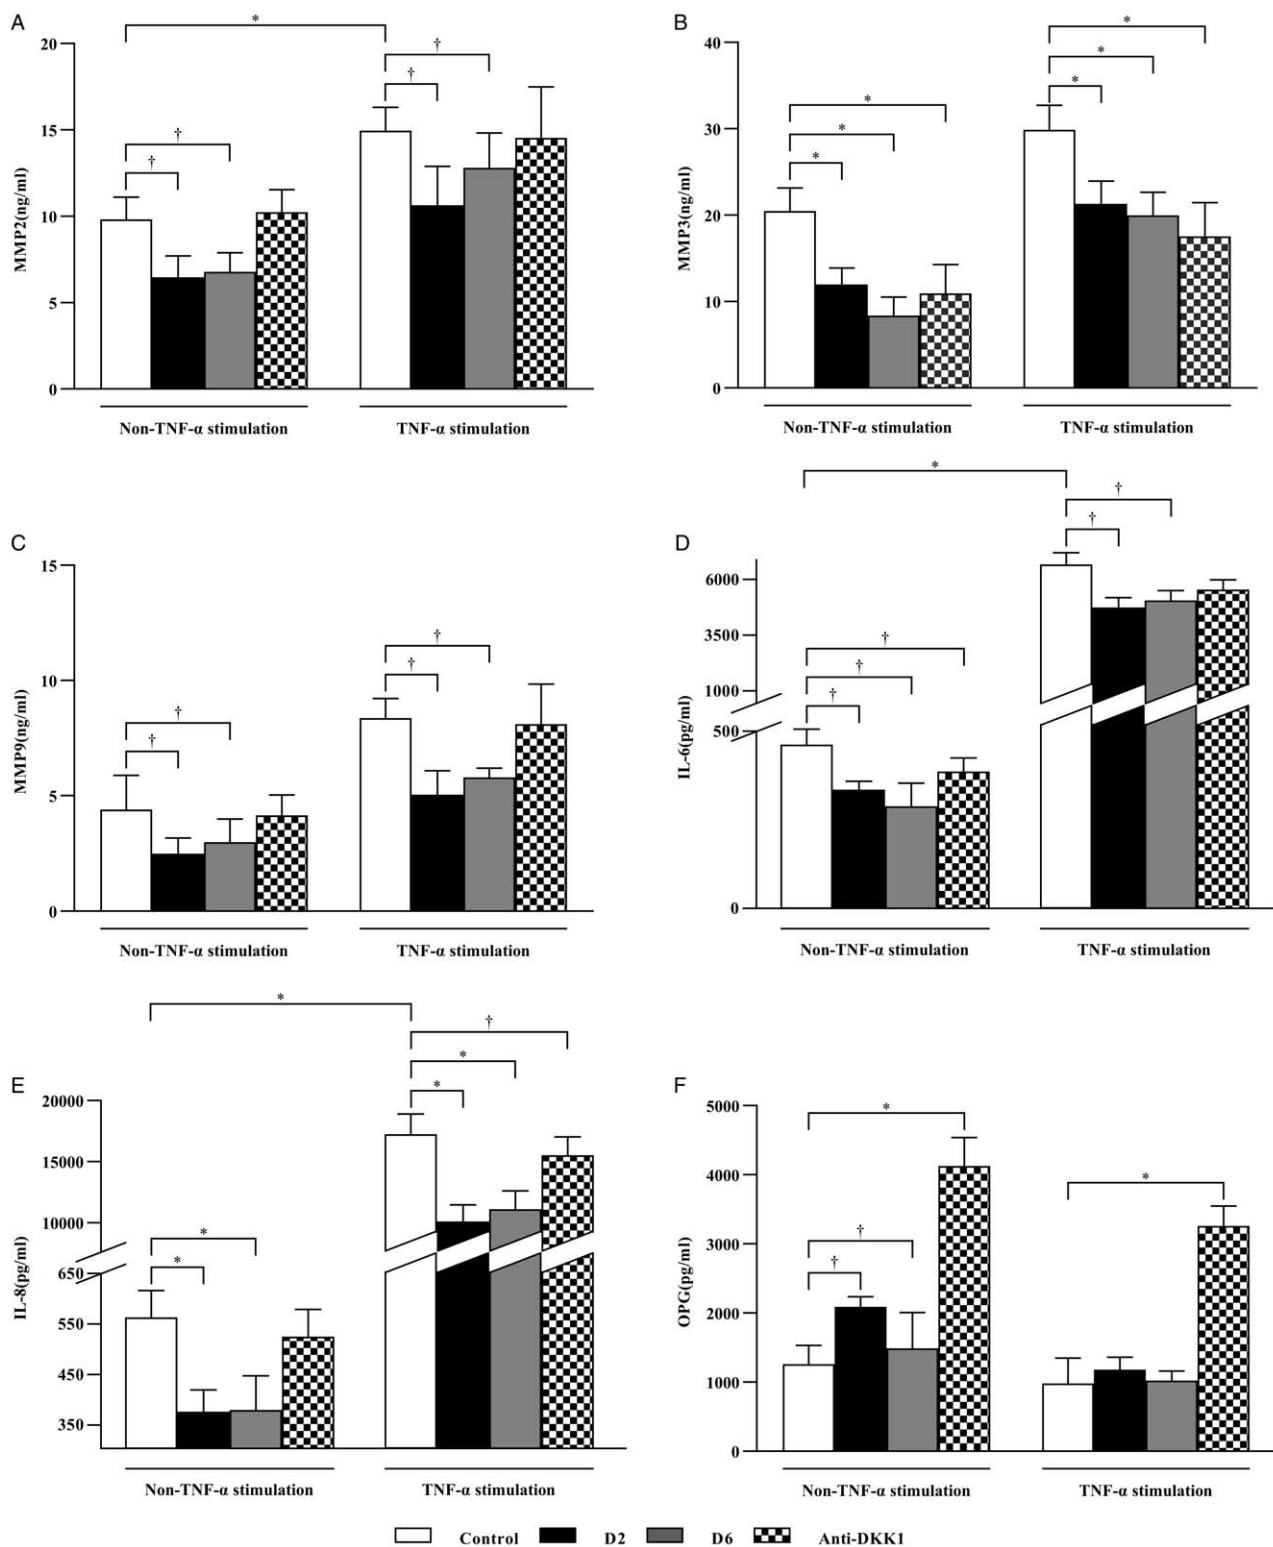 A
*
20
†
†
15
†
†
10
MMP2(ng/ml)
5
0
Non-TNF-α stimulation
TNF-α stimulation
B
*
40
*
*
*
30
*
*
20
MMP3(ng/ml)
10
0
Non-TNF-α stimulation
TNF-α stimulation
C
15
†
10
†
†
†
MMP9(ng/ml)
5
0
Non-TNF-α stimulation
TNF-α stimulation
D
*
†
†
6000
3500
†
†
1000
†
500
IL-6(pg/ml)
0
Non-TNF-α stimulation
TNF-α stimulation
E
*
†
*
*
20000
15000
10000
*
*
650
IL-8(pg/ml)
550
450
350
Non-TNF-α stimulation
TNF-α stimulation
F
5000
*
4000
*
3000
†
†
2000
OPG(pg/ml)
1000
0
Non-TNF-α stimulation
TNF-α stimulation
Control D2 D6 Anti-DKK1